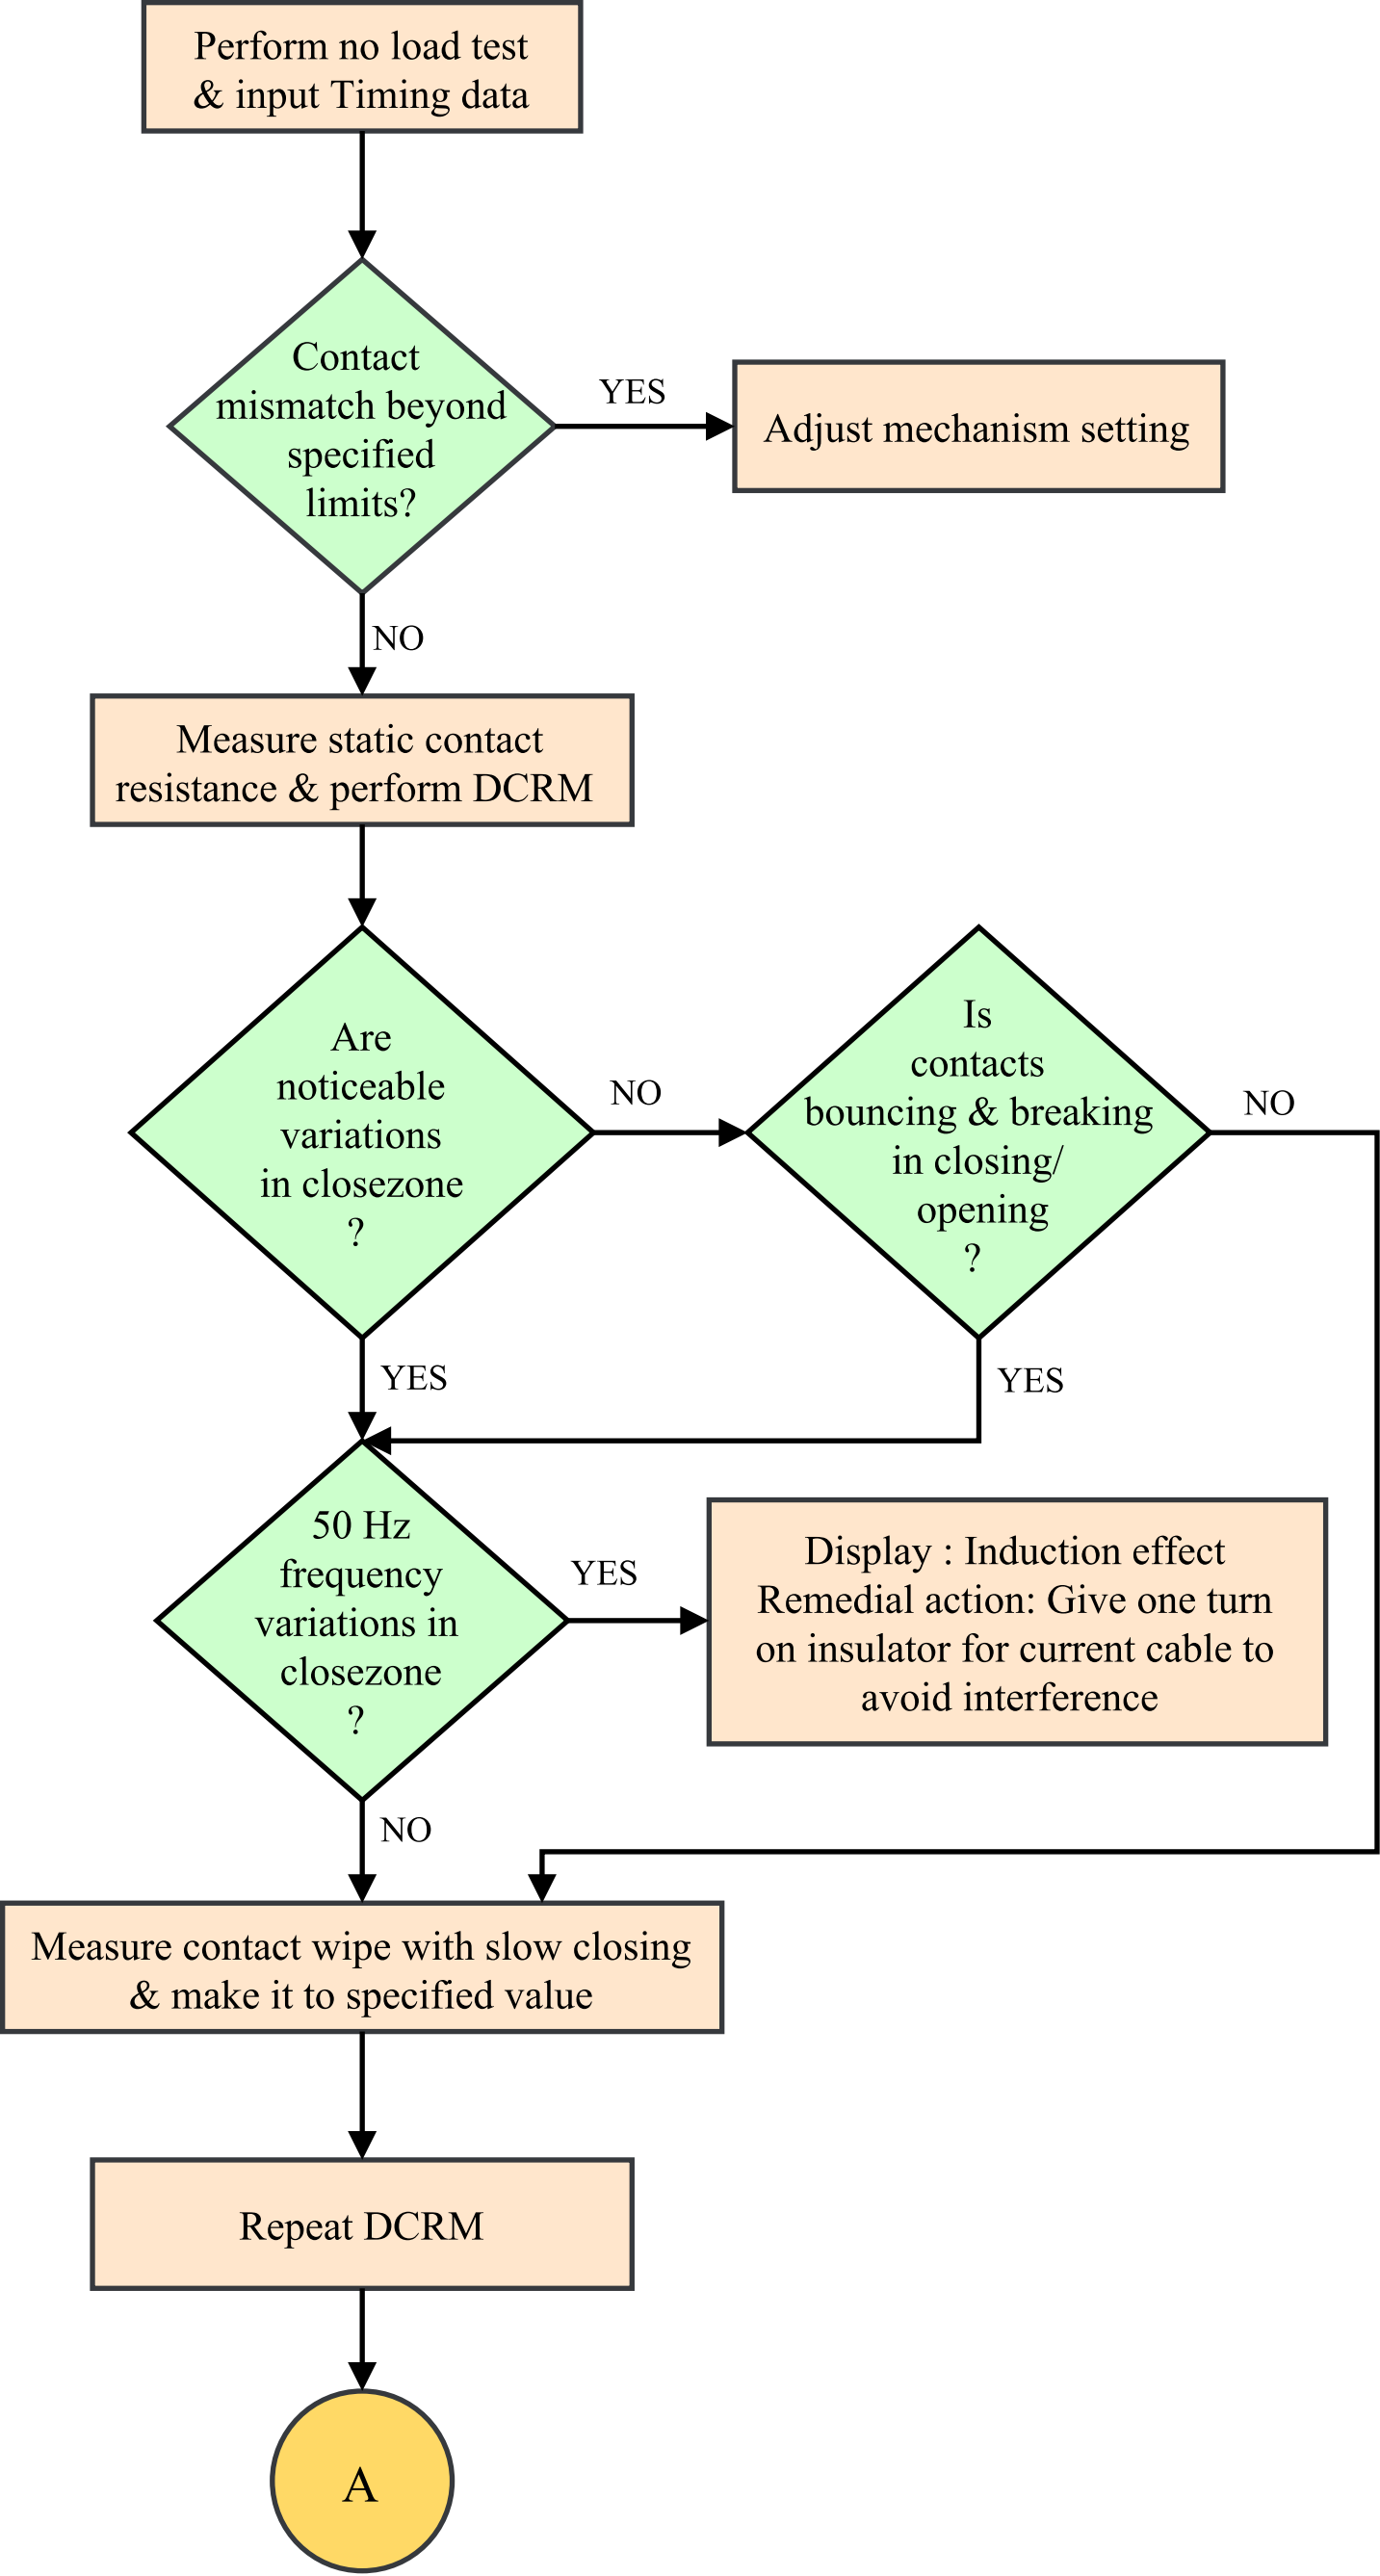 Perform no load test
& input Timing data
Contact
mismatch beyond
specified
limits?
YES
Adjust mechanism setting
NO
Measure static contact
resistance & perform DCRM
Are
noticeable
variations
in closezone
?
NO
Is
contacts
bouncing & breaking
in closing/
opening
?
NO
YES
YES
50 Hz
frequency
variations in
closezone
?
YES
Display : Induction effect
Remedial action: Give one turn
on insulator for current cable to
avoid interference
NO
Measure contact wipe with slow closing
& make it to specified value
Repeat DCRM
A